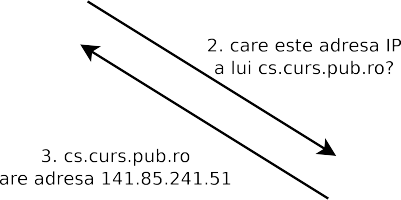 2. care este adresa IP
a lui cs.curs.pub.ro?
3. cs.curs.pub.ro
are adresa 141.85.241.51